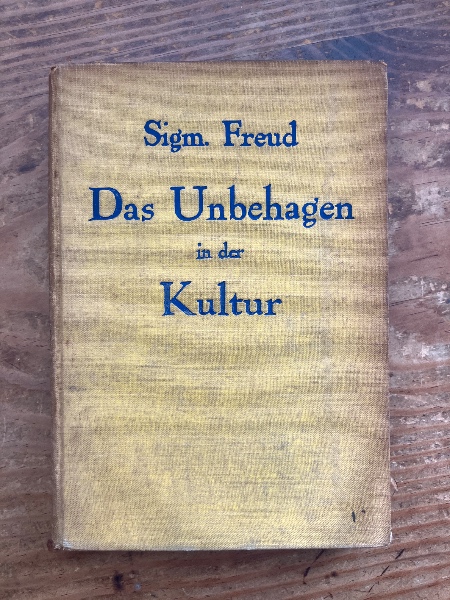 Sigm. Freud
Das Unbehagen
in der
Kultur